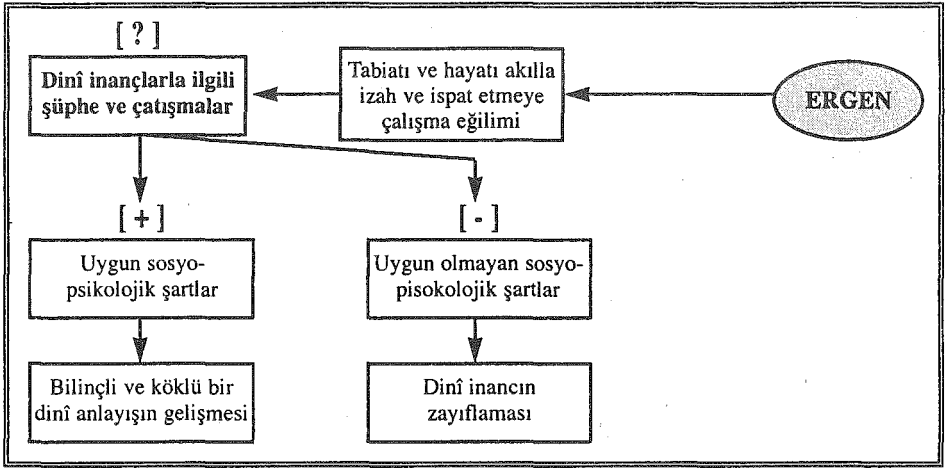 [ ? ]
Dinî inançlarla ilgili
şüphe ve çatışmalar
Tabiatı ve hayatı akılla
izah ve ispat etmeye
çalışma eğilimi
ERGEN
[ + ]
Uygun sosyo-
psikolojik şartlar
Bilinçli ve köklü bir
dinî anlayışın gelişmesi
[ - ]
Uygun olmayan sosyo-
pisokolojik şartlar
Dinî inancın
zayıflaması